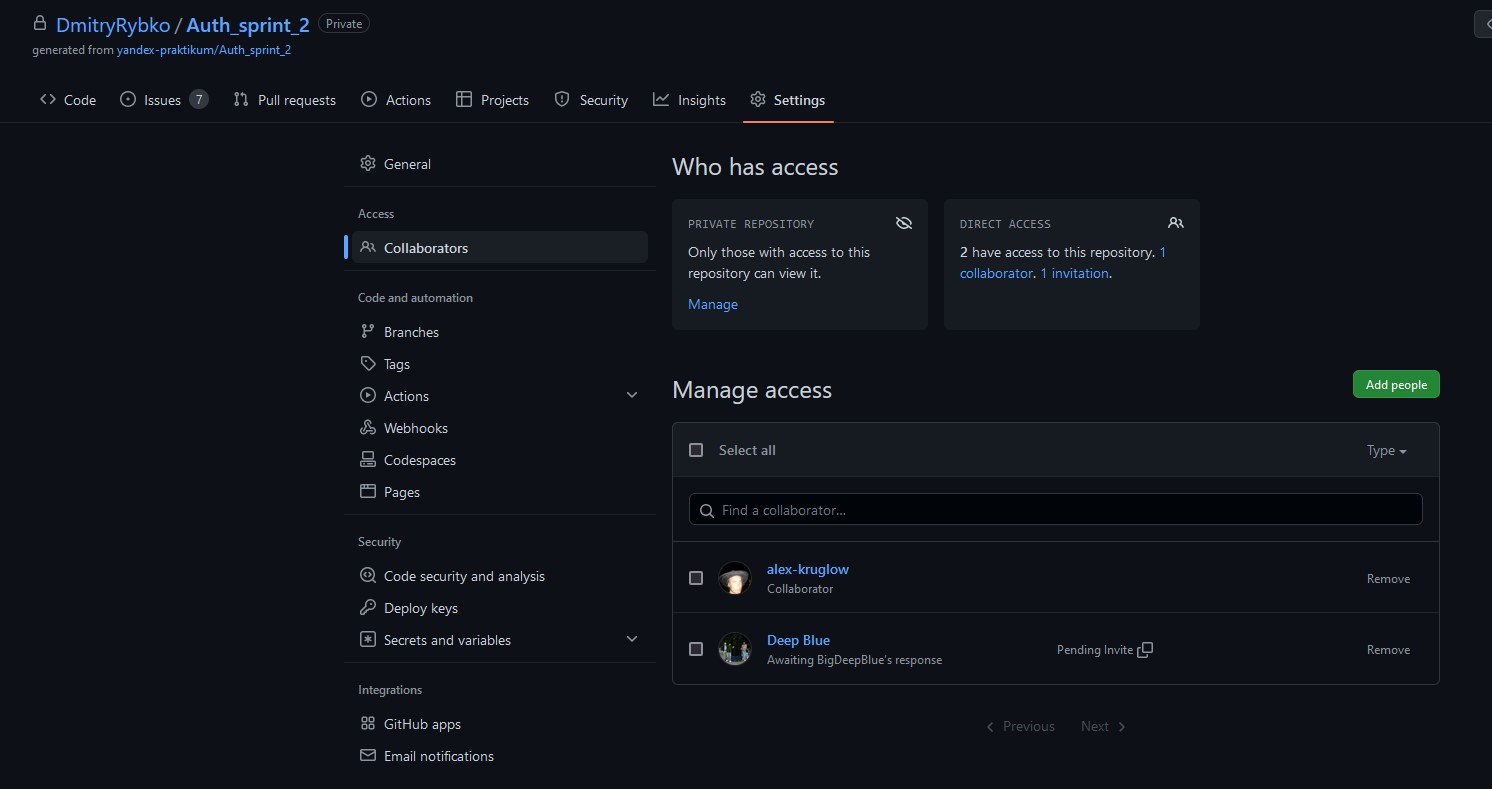 DmitryRybko / Auth_sprint_2 Private
generated from yandex-praktikum/Auth_sprint_2
Code Issues 7 Pull requests Actions Projects Security Insights Settings
General
Access
Collaborators
Code and automation
Branches
Tags
Actions
Webhooks
Codespaces
Pages
Security
Code security and analysis
Deploy keys
Secrets and variables
Integrations
GitHub apps
Email notifications
Who has access
PRIVATE REPOSITORY
Only those with access to this
repository can view it.
Manage
DIRECT ACCESS
2 have access to this repository. 1
collaborator. 1 invitation.
Manage access
Add people
Select all
Type
Find a collaborator...
alex-kruglow
Collaborator
Remove
Deep Blue
Awaiting BigDeepBlue's response
Pending Invite
Remove
Previous Next